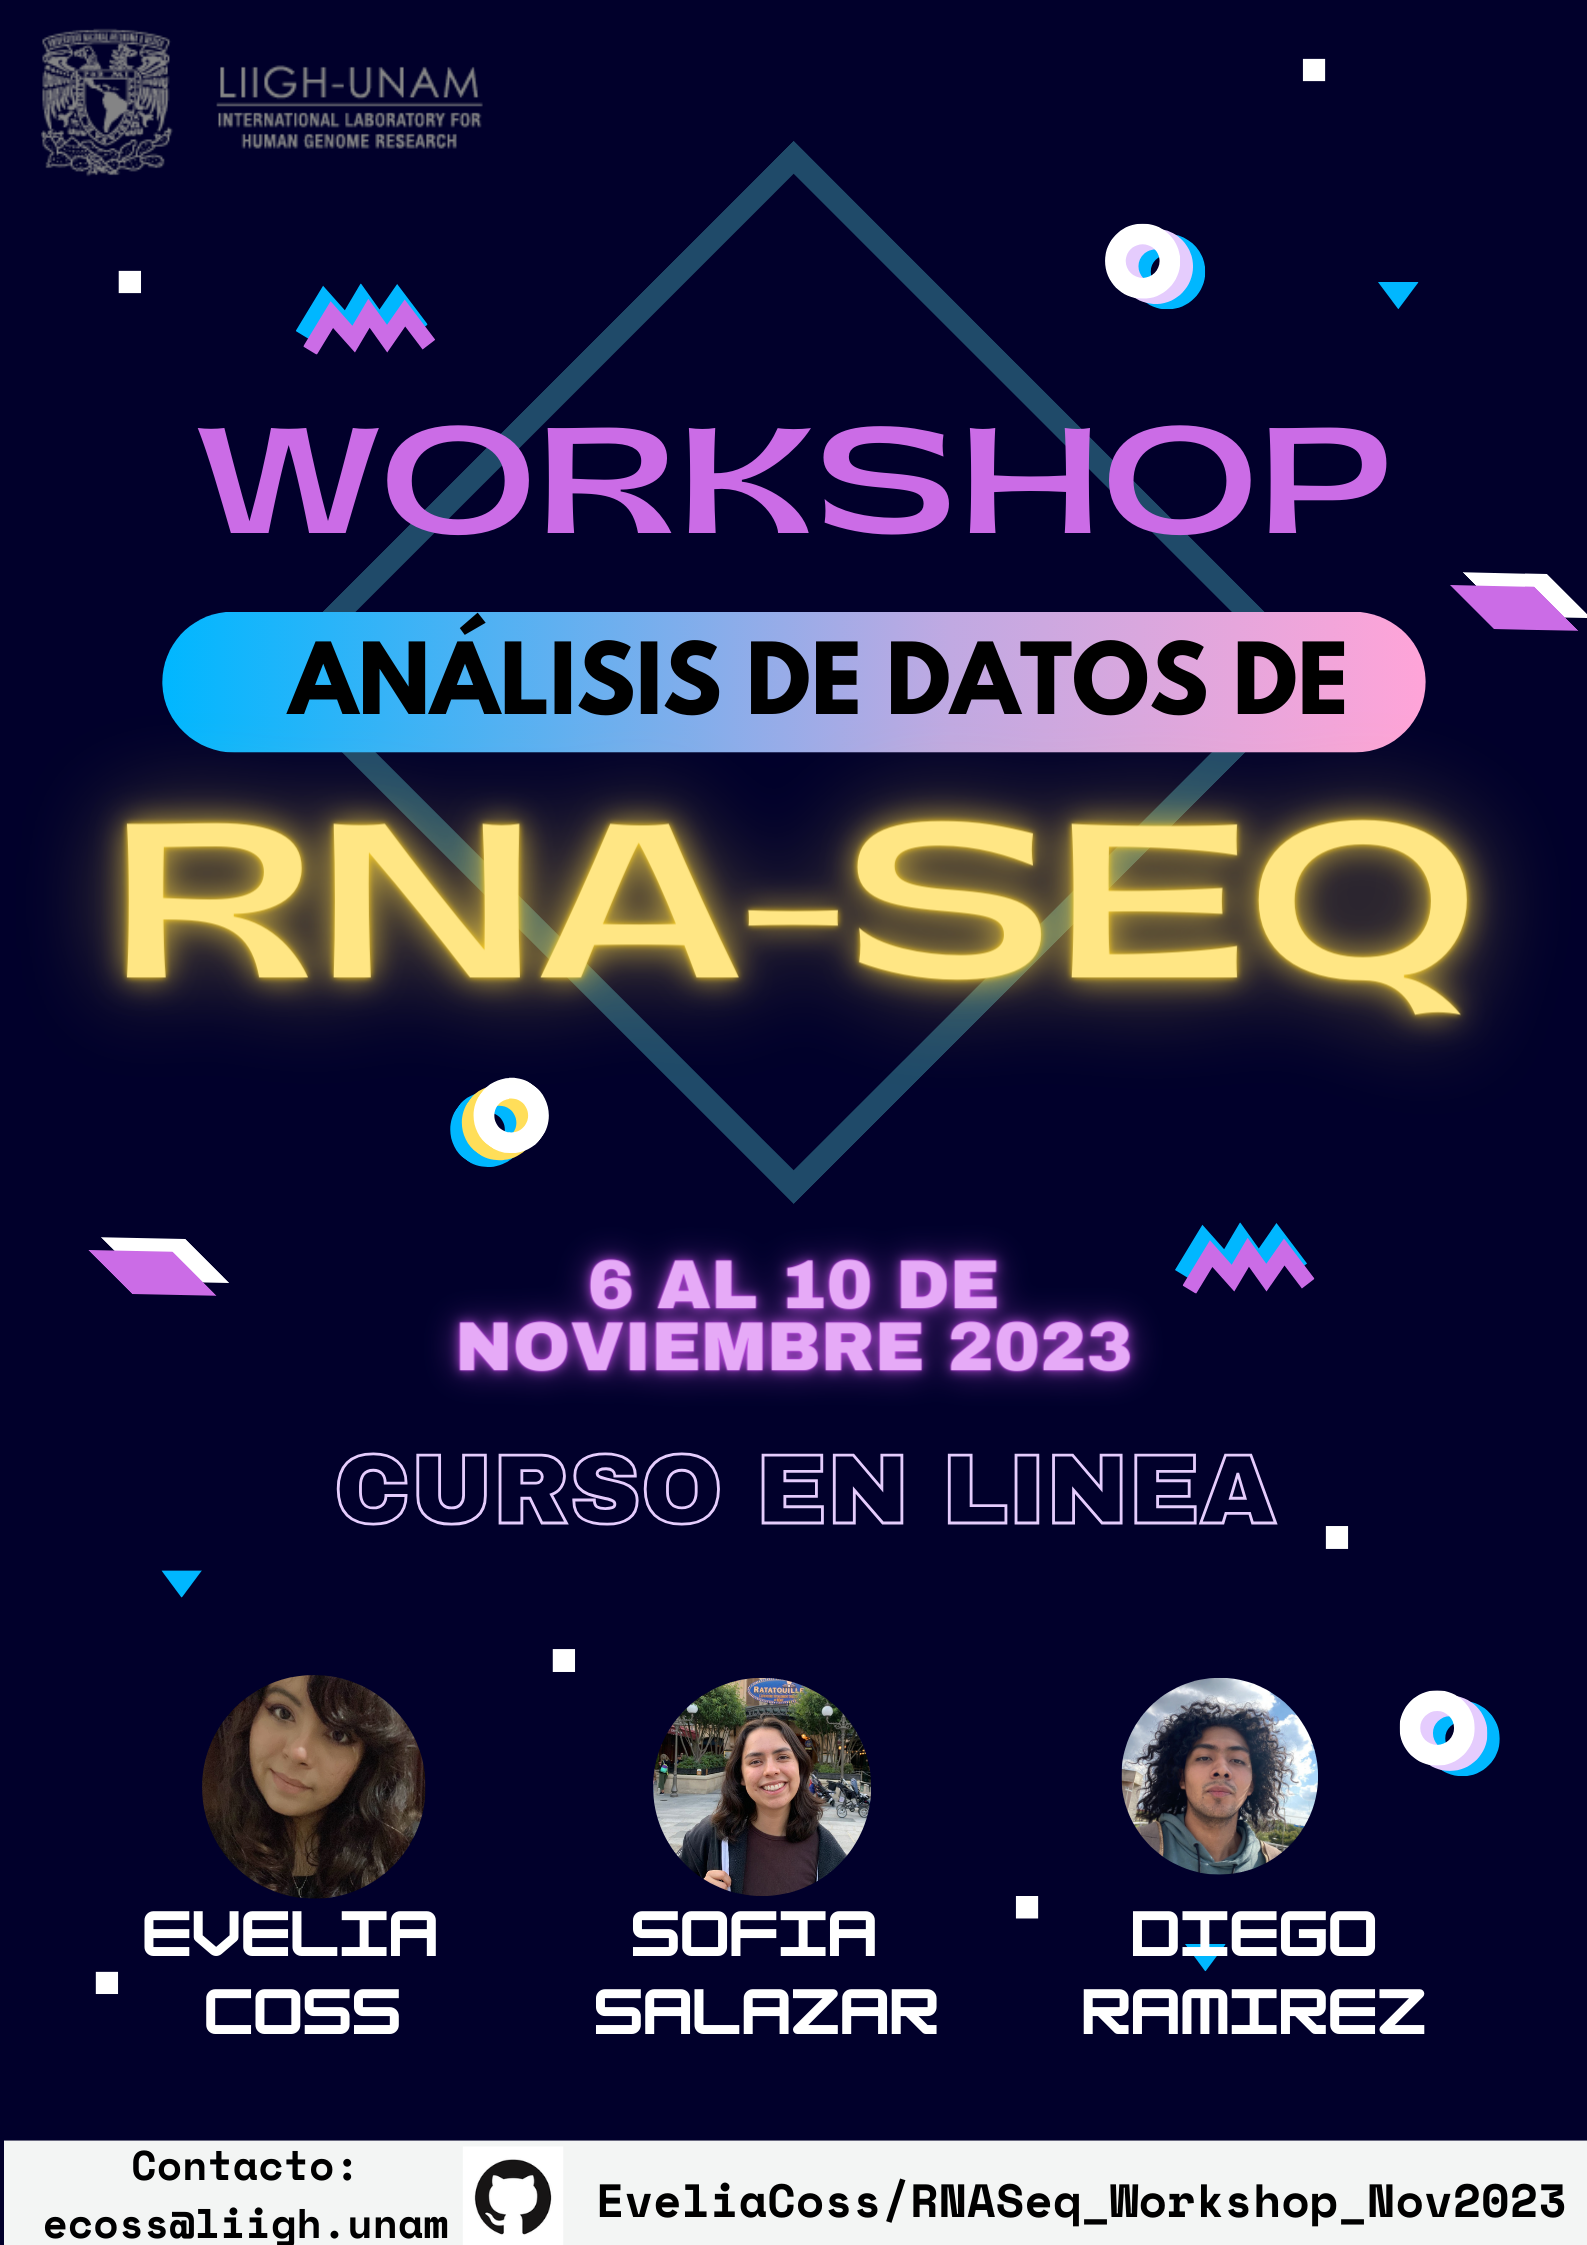 LIIGH-UNAM
INTERNATIONAL LABORATORY FOR
HUMAN GENOME RESEARCH
WORKSHOP
ANÁLISIS DE DATOS DE
RNA-SEQ
6 AL 10 DE
NOVIEMBRE 2023
CURSO EN LINEA
RATATOUILLE
EVELIA
COSS
SOFIA
SALAZAR
DIEGO
RAMIREZ
Contacto:
ecoss@liigh.unam
EveliaCoss/RNASeq_Workshop_Nov2023